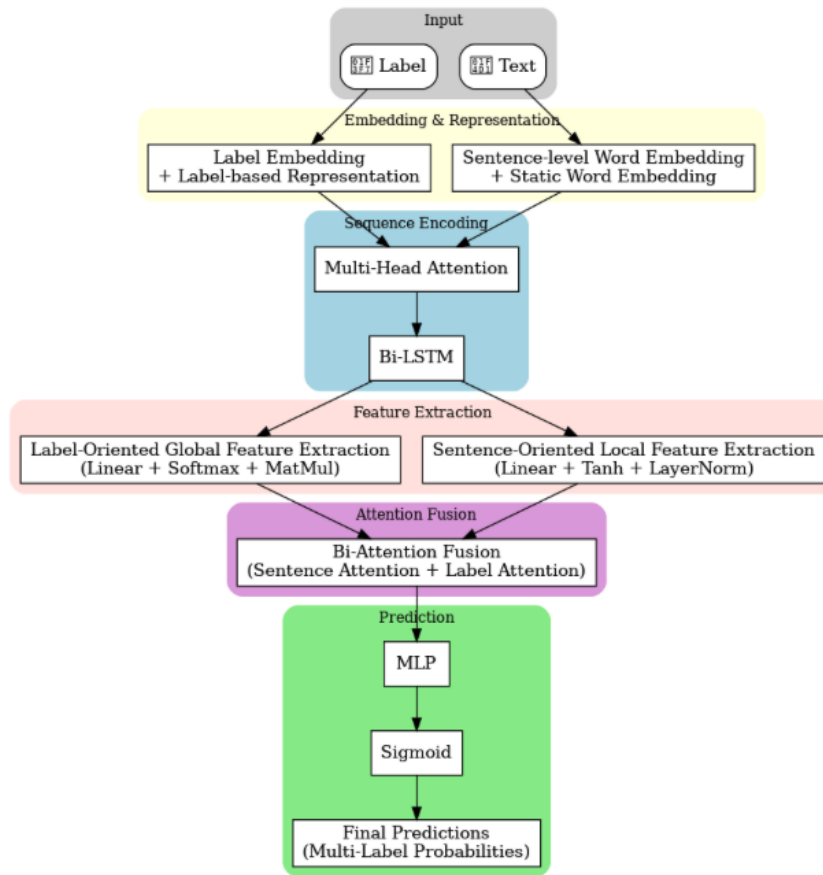 Input
Label
Text
Embedding & Representation
Label Embedding
+ Label-based Representation
Sentence-level Word Embedding
+ Static Word Embedding
Sequence Encoding
Multi-Head Attention
Bi-LSTM
Feature Extraction
Label-Oriented Global Feature Extraction
(Linear + Softmax + MatMul)
Sentence-Oriented Local Feature Extraction
(Linear + Tanh + LayerNorm)
Attention Fusion
Bi-Attention Fusion
(Sentence Attention + Label Attention)
Prediction
MLP
Sigmoid
Final Predictions
(Multi-Label Probabilities)